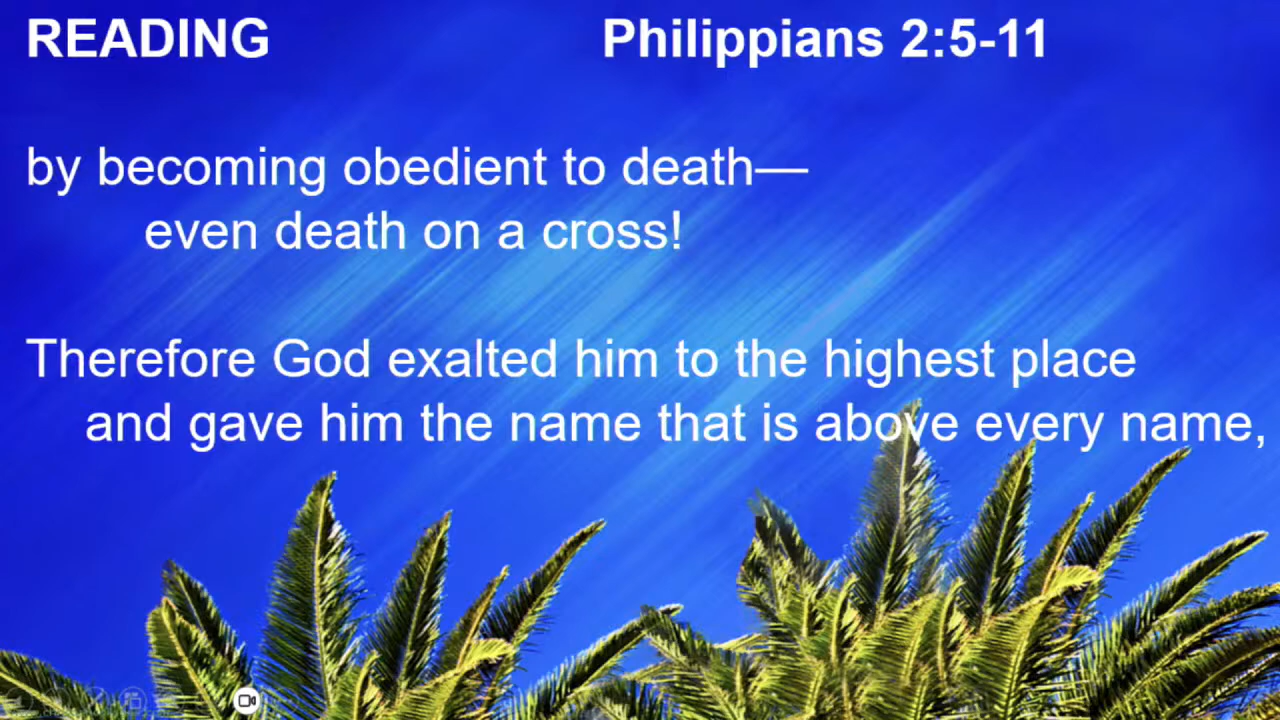 READING Philippians 2:5-11
by becoming obedient to death—
even death on a cross!
Therefore God exalted him to the highest place
and gave him the name that is above every name,